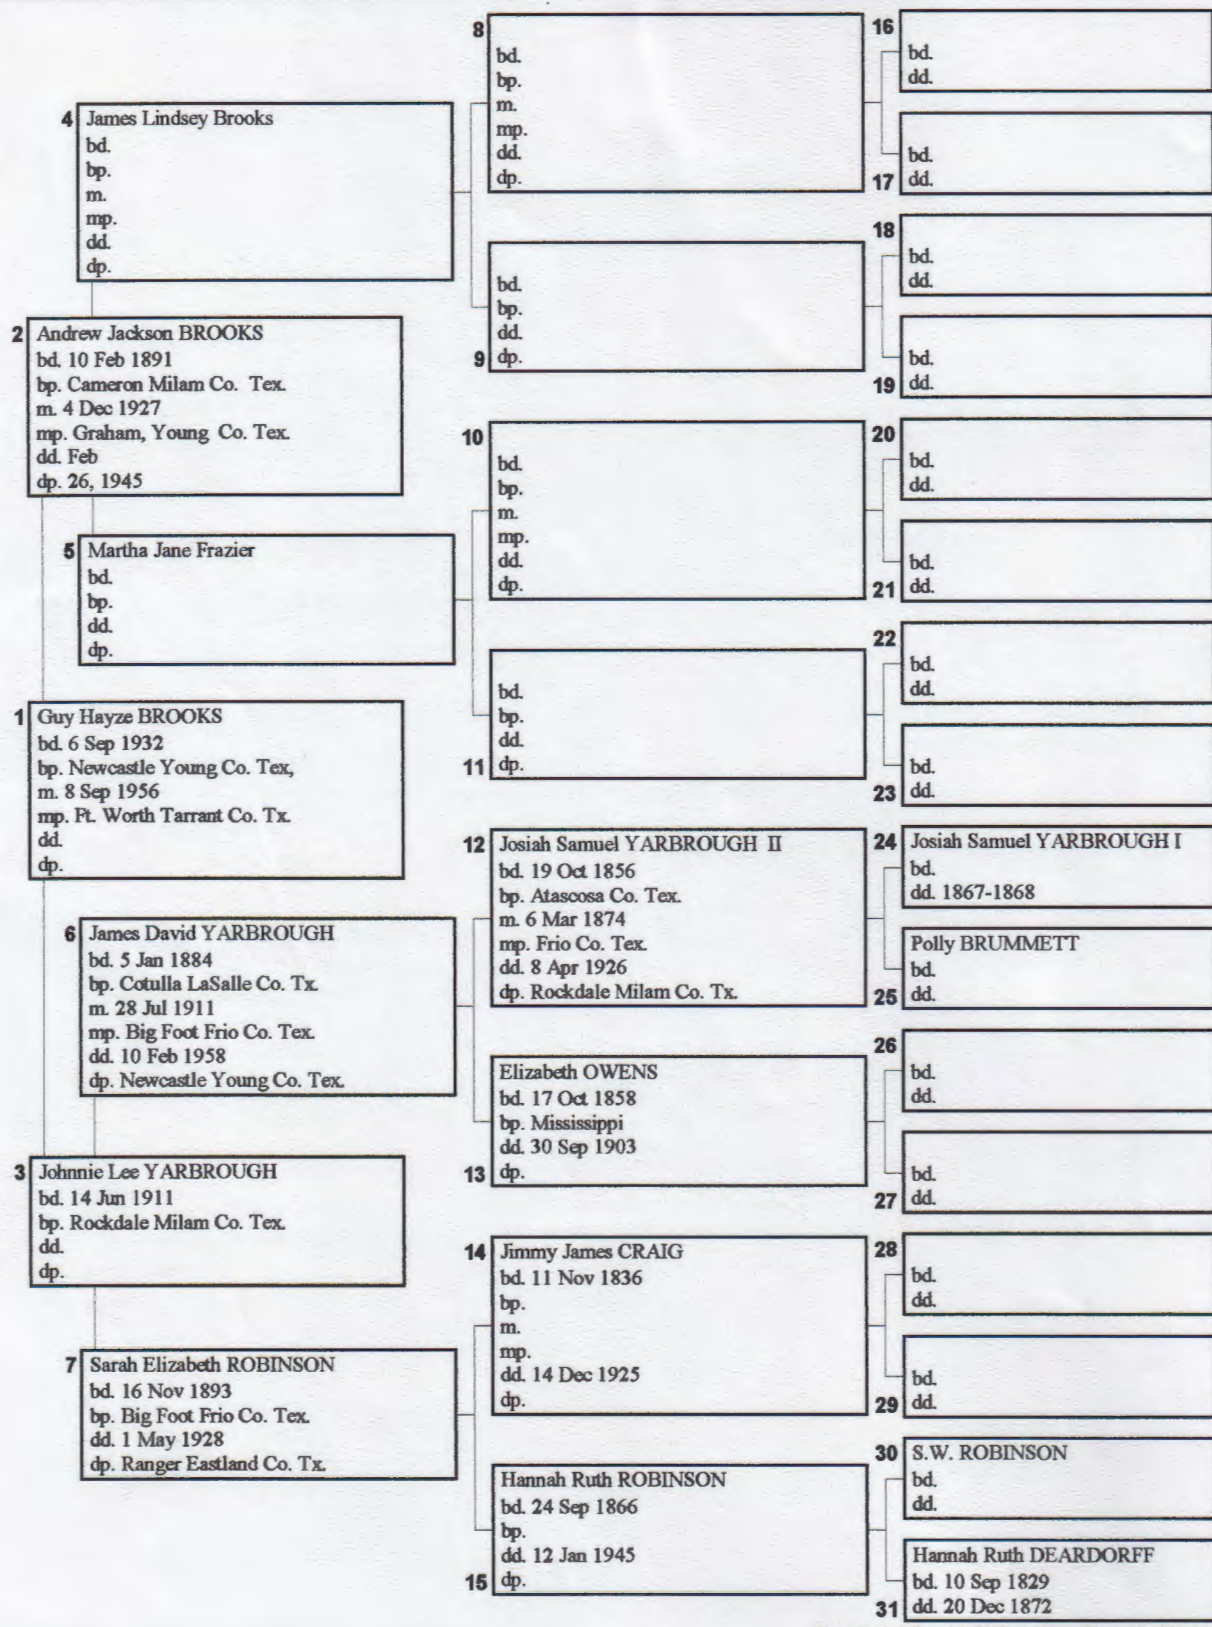 4 James Lindsey Brooks
bd.
bp.
m.
mp.
dd.
dp.
2 Andrew Jackson BROOKS
bd. 10 Feb 1891
bp. Cameron Milam Co. Tex.
m. 4 Dec 1927
mp. Graham, Young Co. Tex.
dd. Feb
dp. 26, 1945
5 Martha Jane Frazier
bd.
bp.
dd.
dp.
1 Guy Hayze BROOKS
bd. 6 Sep 1932
bp. Newcastle Young Co. Tex,
m. 8 Sep 1956
mp. Ft. Worth Tarrant Co. Tx.
dd.
dp.
6 James David YARBROUGH
bd. 5 Jan 1884
bp. Cotulla LaSalle Co. Tx.
m. 28 Jul 1911
mp. Big Foot Frio Co. Tex.
dd. 10 Feb 1958
dp. Newcastle Young Co. Tex.
3 Johnnie Lee YARBROUGH
bd. 14 Jun 1911
bp. Rockdale Milam Co. Tex.
dd.
dp.
7 Sarah Elizabeth ROBINSON
bd. 16 Nov 1893
bp. Big Foot Frio Co. Tex.
dd. 1 May 1928
dp. Ranger Eastland Co. Tx.
8
bd.
bp.
m.
mp.
dd.
dp.
bd.
bp.
dd.
9 dp.
10
bd.
bp.
m.
mp.
dd.
dp.
bd.
bp.
dd.
11 dp.
12 Josiah Samuel YARBROUGH II
bd. 19 Oct 1856
bp. Atascosa Co. Tex.
m. 6 Mar 1874
mp. Frio Co. Tex.
dd. 8 Apr 1926
dp. Rockdale Milam Co. Tx.
Elizabeth OWENS
bd. 17 Oct 1858
bp. Mississippi
dd. 30 Sep 1903
13 dp.
14 Jimmy James CRAIG
bd. 11 Nov 1836
bp.
m.
mp.
dd. 14 Dec 1925
dp.
Hannah Ruth ROBINSON
bd. 24 Sep 1866
bp.
dd. 12 Jan 1945
15 dp.
16
bd.
dd.
bd.
17 dd.
18
bd.
dd.
bd.
19 dd.
20
bd.
dd.
bd.
21 dd.
22
bd.
dd.
bd.
23 dd.
24 Josiah Samuel YARBROUGH I
bd.
dd. 1867-1868
Polly BRUMMETT
bd.
25 dd.
26
bd.
dd.
bd.
27 dd.
28
bd.
dd.
bd.
29 dd.
30 S.W. ROBINSON
bd.
dd.
Hannah Ruth DEARDORFF
bd. 10 Sep 1829
31 dd. 20 Dec 1872